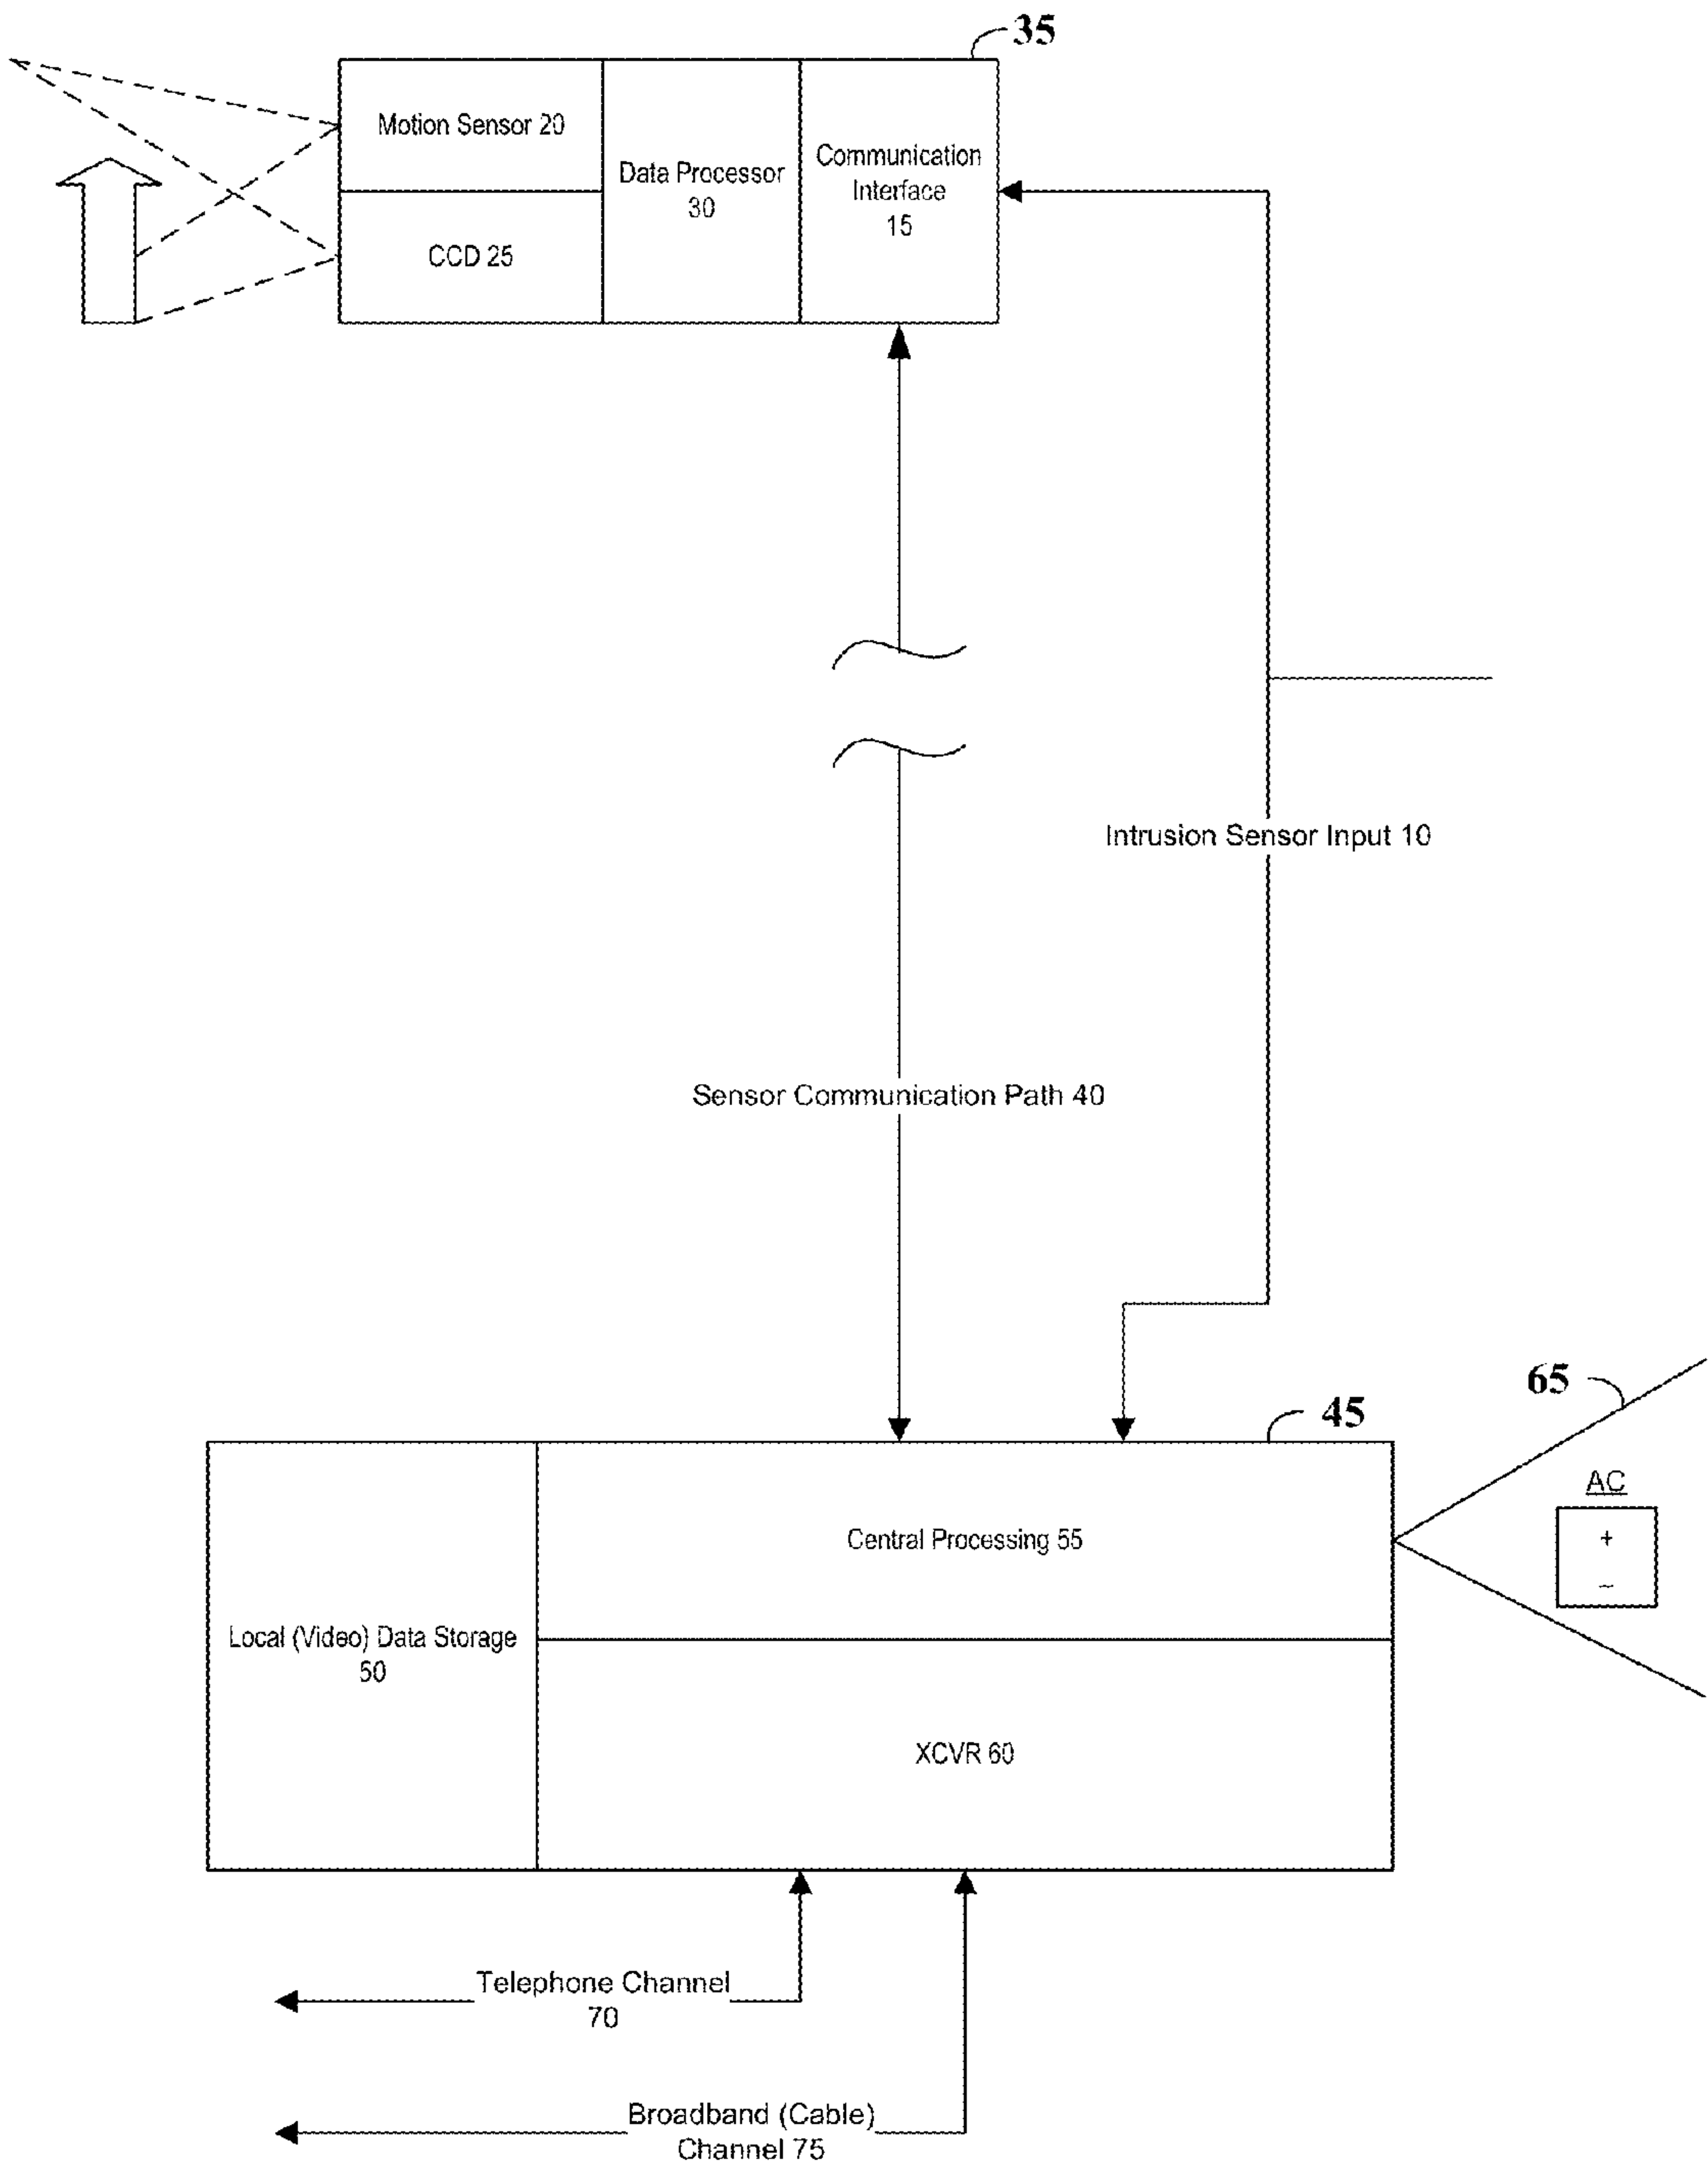 35
Motion Sensor 20
Data Processor
30
Communication
Interface
15
CCD 25
Intrusion Sensor Input 10
Sensor Communication Path 40
65
45
AC
+
–
Central Processing 55
Local (Video) Data Storage
50
XCVR 60
Telephone Channel
70
Broadband (Cable)
Channel 75